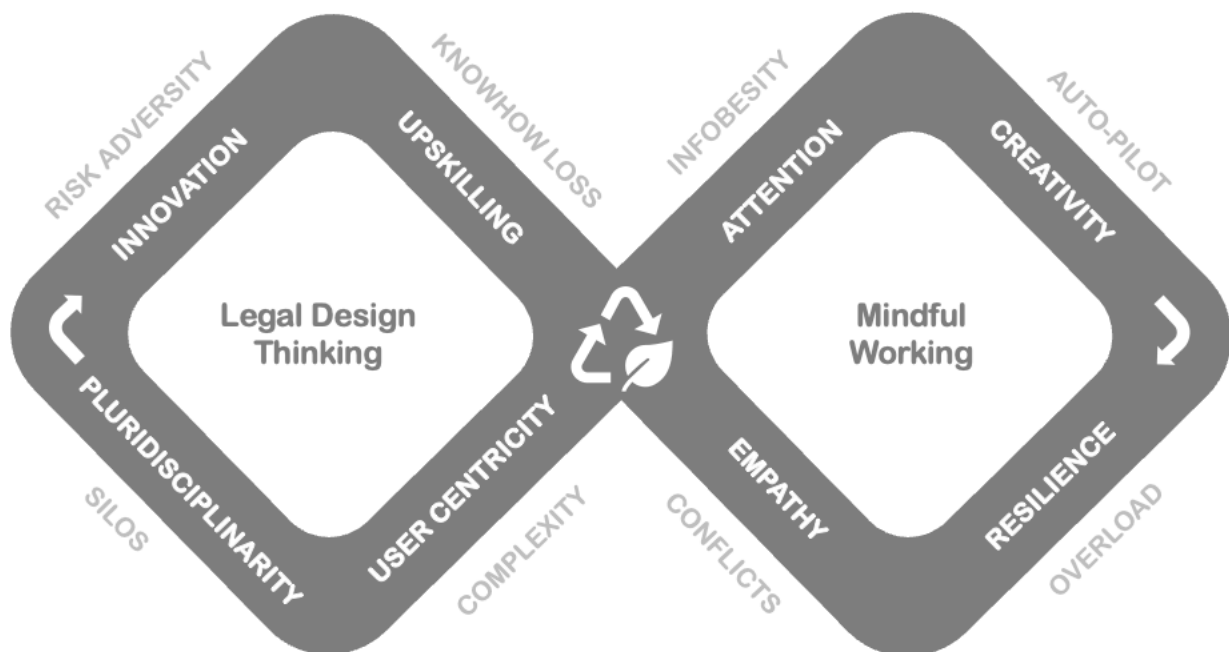 RISK ADVERSITY
INNOVATION
KNOWHOW LOSS
UPSKILLING
Legal Design
Thinking
PLURIDISCIPLINARITY
SILOS
USER CENTRICITY
COMPLEXITY
INFOBESITY
ATTENTION
AUTO-PILOT
CREATIVITY
Mindful
Working
EMPATHY
CONFLICTS
RESILIENCE
OVERLOAD